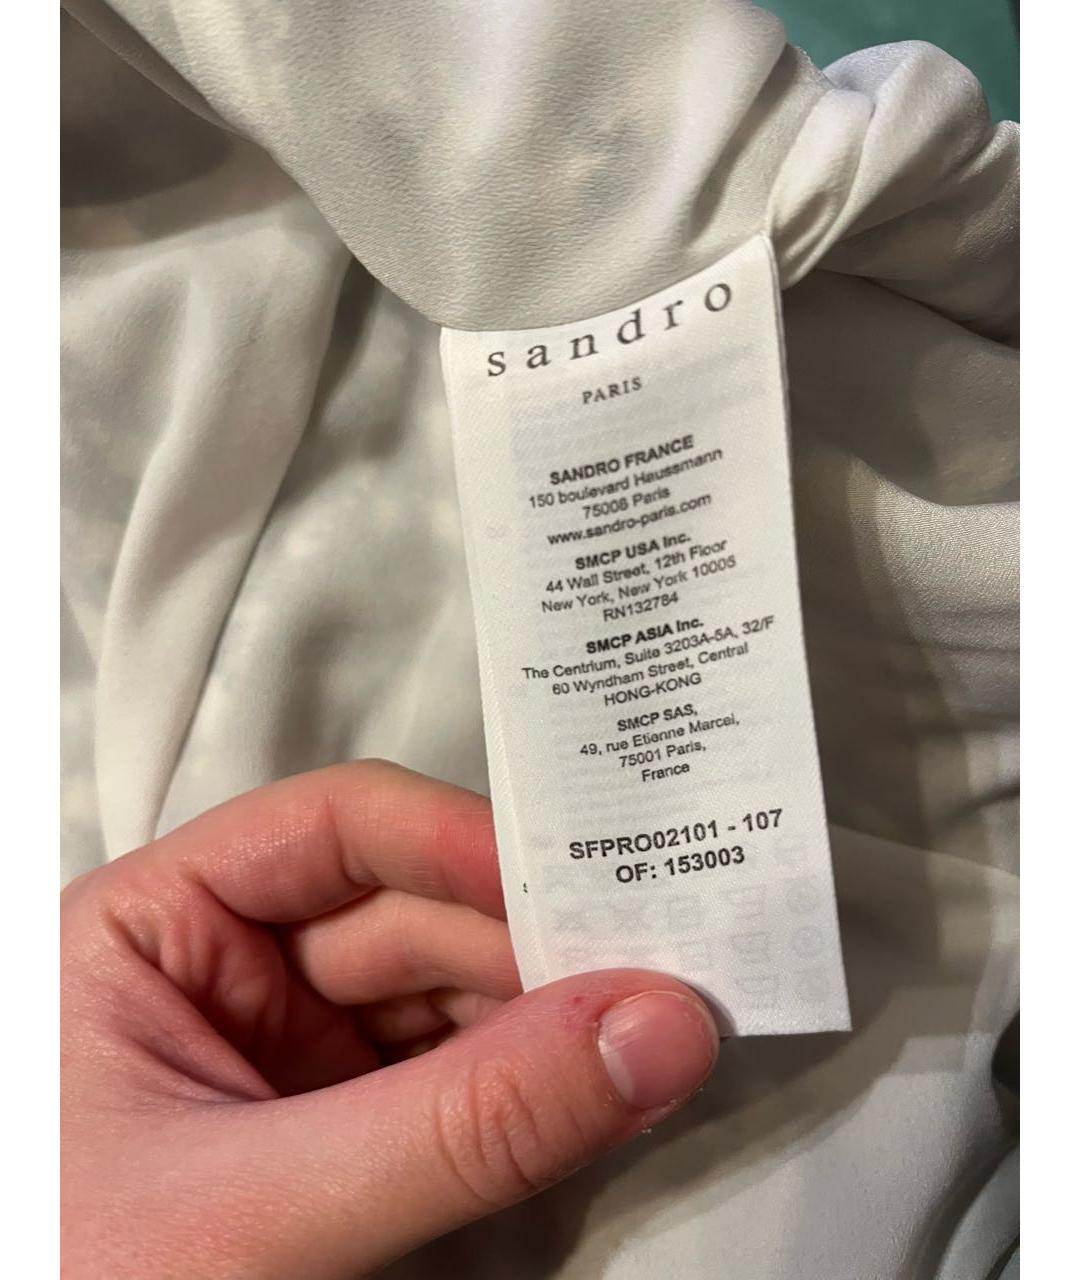 sandro
PARIS
SANDRO FRANCE
150 boulevard Haussmann
75008 Paris
www.sandro-paris.com
SMCP USA Inc.
44 Wall Street, 12th Floor
New York, New York 10005
RN132784
SMCP ASIA Inc.
The Centrium, Suite 3203A-5A, 32/F
60 Wyndham Street, Central
HONG-KONG
SMCP SAS,
49, rue Etienne Marcel,
75001 Paris,
France
SFPRO02101 - 107
OF: 153003